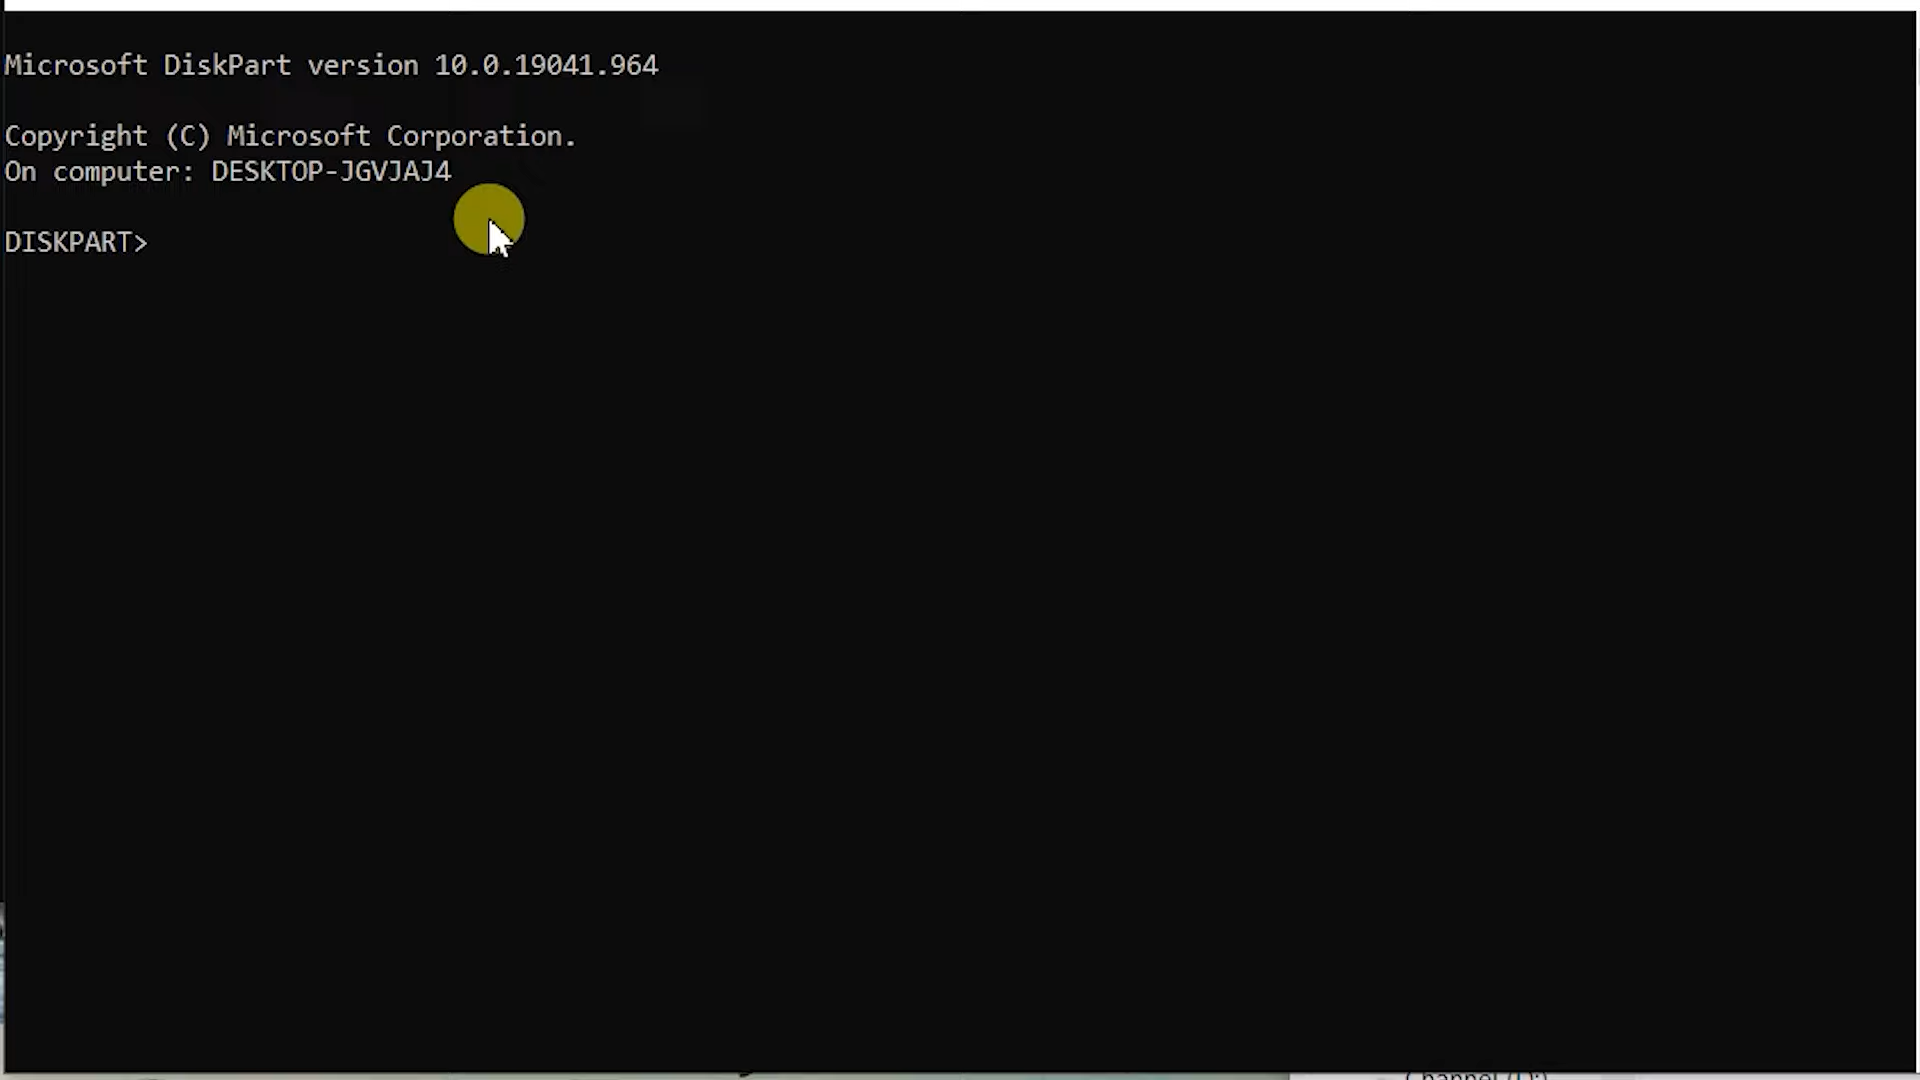 Microsoft DiskPart version 10.0.19041.964
Copyright (C) Microsoft Corporation.
On computer: DESKTOP-JGVJAJ4
DISKPART>